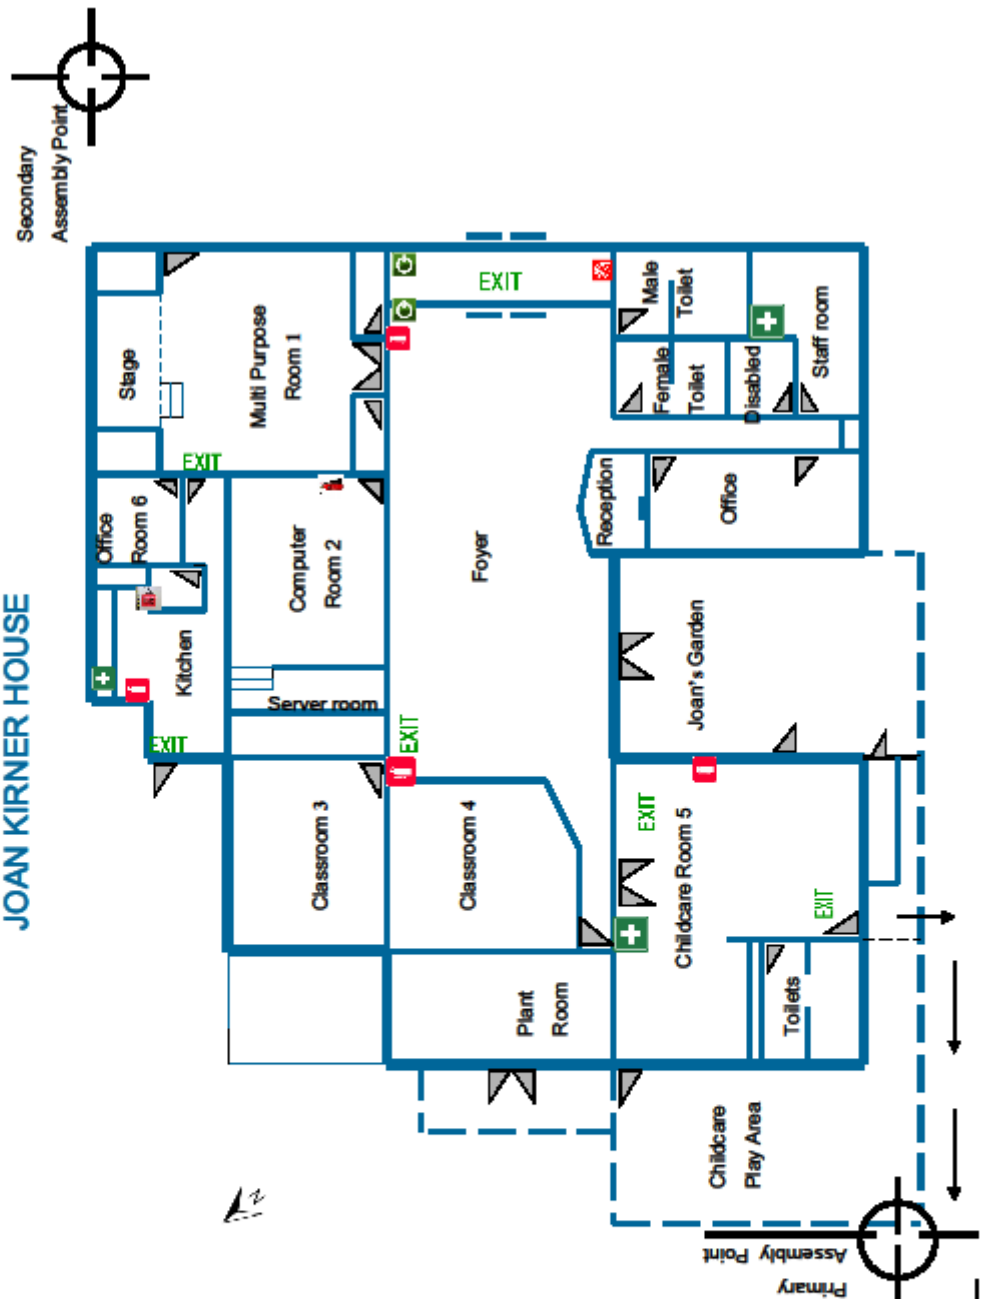 JOAN KIRNER HOUSE
Secondary
Assembly Point
Stage
Multi Purpose
Room 1
EXIT
Office
Room 6
Kitchen
EXIT
Computer
Room 2
Server room
Classroom 3
EXIT
Classroom 4
Foyer
EXIT
Male
Toilet
Female
Toilet
Disabled
Staff room
Reception
Office
Joan's Garden
EXIT
Childcare Room 5
EXIT
Toilets
Plant
Room
Childcare
Play Area
N
Primary
Assembly Point